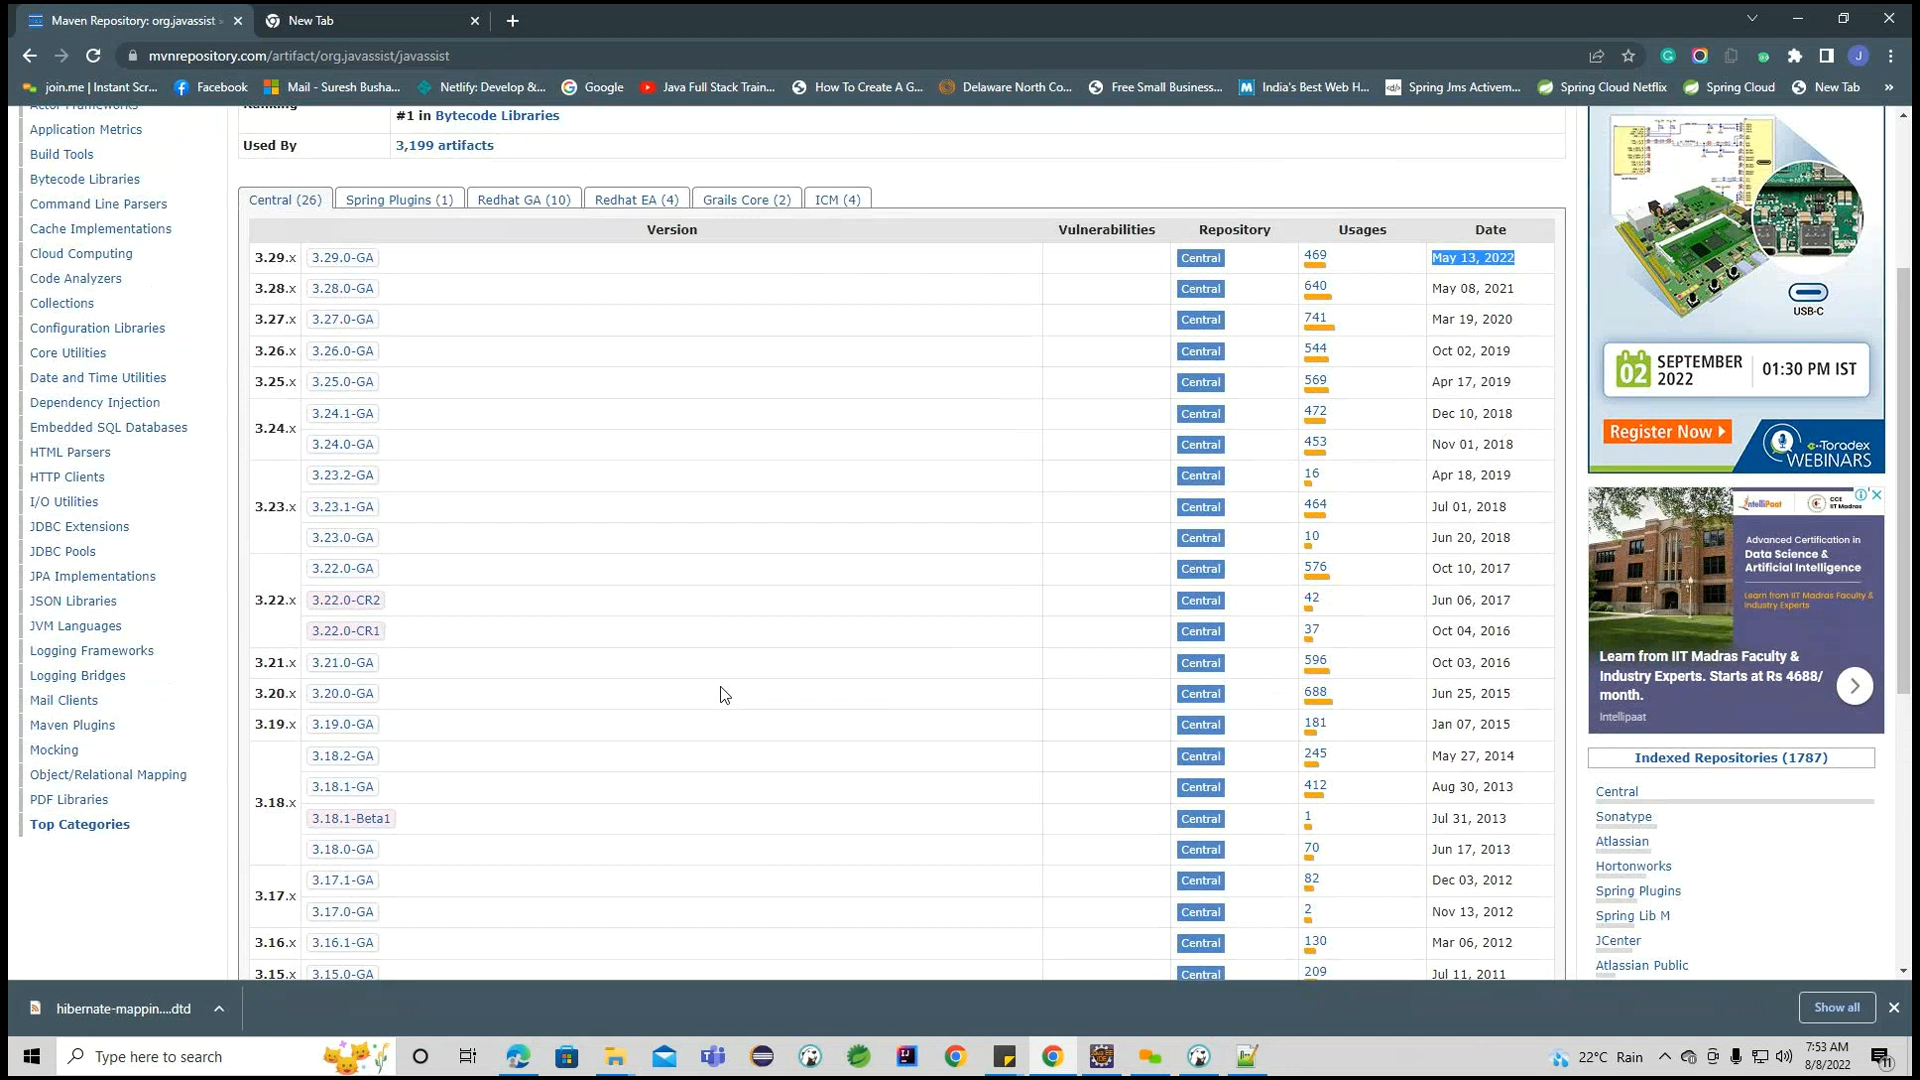 Maven Repository: org.javassist
New Tab
mvnrepository.com/artifact/org.javassist/javassist
J
join.me | Instant Scr...
Facebook
Mail - Suresh Busha...
Netlify: Develop &...
Google
Java Full Stack Train...
How To Create A G...
Delaware North Co...
Free Small Business...
India's Best Web H...
Spring Jms Activem...
Spring Cloud Netflix
Spring Cloud
New Tab
»
Actor Frameworks
Application Metrics
Build Tools
Bytecode Libraries
Command Line Parsers
Cache Implementations
Cloud Computing
Code Analyzers
Collections
Configuration Libraries
Core Utilities
Date and Time Utilities
Dependency Injection
Embedded SQL Databases
HTML Parsers
HTTP Clients
I/O Utilities
JDBC Extensions
JDBC Pools
JPA Implementations
JSON Libraries
JVM Languages
Logging Frameworks
Logging Bridges
Mail Clients
Maven Plugins
Mocking
Object/Relational Mapping
PDF Libraries
Top Categories
Ranking
#1 in Bytecode Libraries
Used By 3,199 artifacts
Central (26) Spring Plugins (1) Redhat GA (10) Redhat EA (4) Grails Core (2) ICM (4)
Version Vulnerabilities Repository Usages Date
3.29.x 3.29.0-GA Central 469 May 13, 2022
3.28.x 3.28.0-GA Central 640 May 08, 2021
3.27.x 3.27.0-GA Central 741 Mar 19, 2020
3.26.x 3.26.0-GA Central 544 Oct 02, 2019
3.25.x 3.25.0-GA Central 569 Apr 17, 2019
3.24.x
3.24.1-GA Central 472 Dec 10, 2018
3.24.0-GA Central 453 Nov 01, 2018
3.23.x
3.23.2-GA Central 16 Apr 18, 2019
3.23.1-GA Central 464 Jul 01, 2018
3.23.0-GA Central 10 Jun 20, 2018
3.22.x
3.22.0-GA Central 576 Oct 10, 2017
3.22.0-CR2 Central 42 Jun 06, 2017
3.22.0-CR1 Central 37 Oct 04, 2016
3.21.x 3.21.0-GA Central 596 Oct 03, 2016
3.20.x 3.20.0-GA Central 688 Jun 25, 2015
3.19.x 3.19.0-GA Central 181 Jan 07, 2015
3.18.x
3.18.2-GA Central 245 May 27, 2014
3.18.1-GA Central 412 Aug 30, 2013
3.18.1-Beta1 Central 1 Jul 31, 2013
3.18.0-GA Central 70 Jun 17, 2013
3.17.x
3.17.1-GA Central 82 Dec 03, 2012
3.17.0-GA Central 2 Nov 13, 2012
3.16.x 3.16.1-GA Central 130 Mar 06, 2012
3.15.x 3.15.0-GA Central 209 Jul 11, 2011
USB-C
02 SEPTEMBER 2022 01:30 PM IST
Register Now
Toradex
WEBINARS
IntelliPaat
CCE
IIT Madras
Advanced Certification in
Data Science &
Artificial Intelligence
Learn from IIT Madras Faculty &
Industry Experts
Learn from IIT Madras Faculty &
Industry Experts. Starts at Rs 4688/
month.
Intellipaat
Indexed Repositories (1787)
Central
Sonatype
Atlassian
Hortonworks
Spring Plugins
Spring Lib M
JCenter
Atlassian Public
hibernate-mappin....dtd
Show all
Type here to search
22°C Rain
7:53 AM
8/8/2022
11